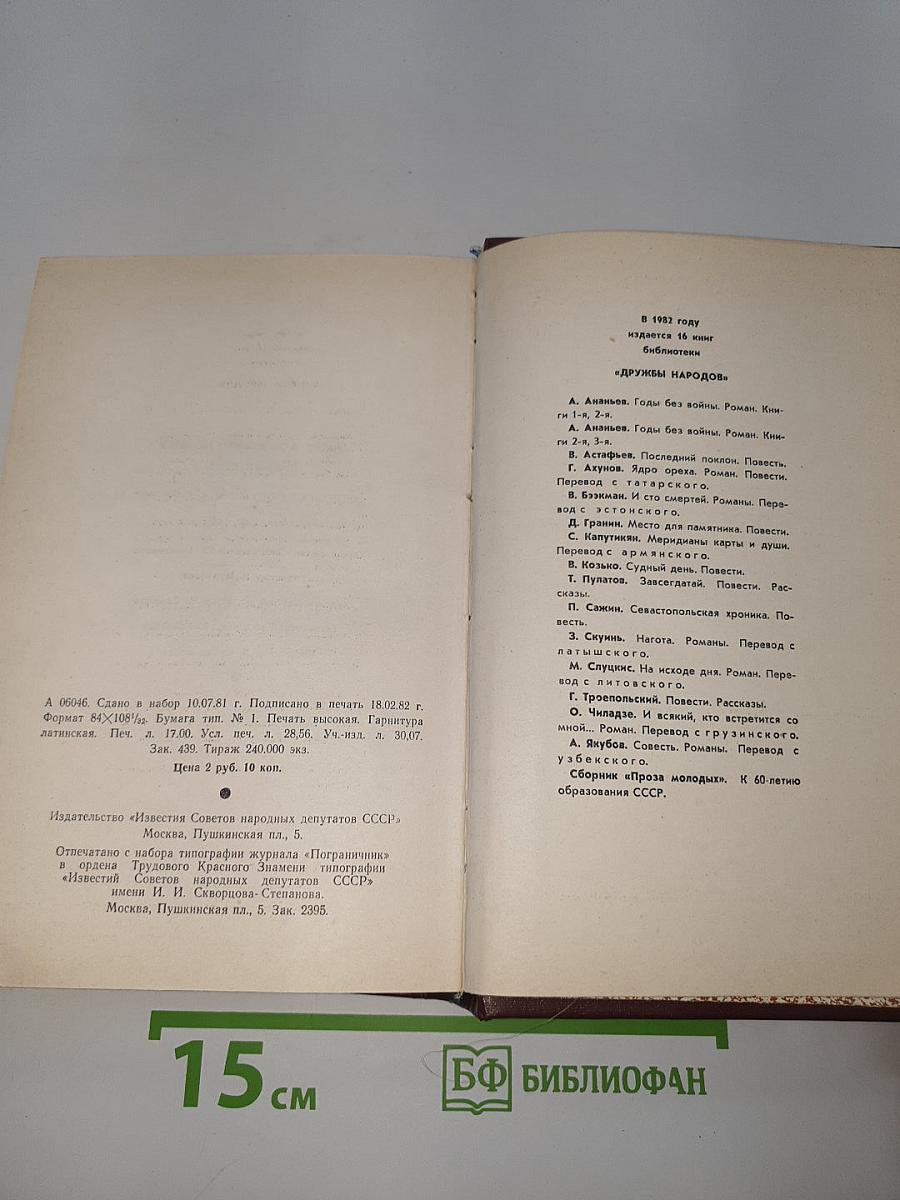 А 06046. Сдано в набор 10.07.81 г. Подписано в печать 18.02.82 г.
Формат 84×108¹/₃₂. Бумага тип. № 1. Печать высокая. Гарнитура
латинская. Печ. л. 17.00. Усл. печ. л. 28,56. Уч.-изд. л. 30,07.
Зак. 439. Тираж 240.000 экз.
Цена 2 руб. 10 коп.
Издательство «Известия Советов народных депутатов СССР»
Москва, Пушкинская пл., 5.
Отпечатано с набора типографии журнала «Пограничник»
в ордена Трудового Красного Знамени типографии
«Известий Советов народных депутатов СССР»
имени И. И. Скворцова-Степанова.
Москва, Пушкинская пл., 5. Зак. 2395.
В 1982 году
издается 16 книг
библиотеки
«ДРУЖБЫ НАРОДОВ»
А. Ананьев. Годы без войны. Роман. Кни-
ги 1-я, 2-я.
А. Ананьев. Годы без войны. Роман. Кни-
ги 2-я, 3-я.
В. Астафьев. Последний поклон. Повесть.
Г. Ахунов. Ядро ореха. Роман. Повести.
Перевод с татарского.
В. Бээкман. И сто смертей. Романы. Пере-
вод с эстонского.
Д. Гранин. Место для памятника. Повести.
С. Капутикян. Меридианы карты и души.
Перевод с армянского.
В. Козько. Судный день. Повести.
Т. Пулатов. Завсегдатай. Повести. Рас-
сказы.
П. Сажин. Севастопольская хроника. По-
весть.
З. Скуинь. Нагота. Романы. Перевод с
латышского.
М. Слуцкис. На исходе дня. Роман. Пере-
вод с литовского.
Г. Троепольский. Повести. Рассказы.
О. Чиладзе. И всякий, кто встретится со
мной... Роман. Перевод с грузинского.
А. Якубов. Совесть. Романы. Перевод с
узбекского.
Сборник «Проза молодых». К 60-летию
образования СССР.
15 см
БФ БИБЛИОФАН